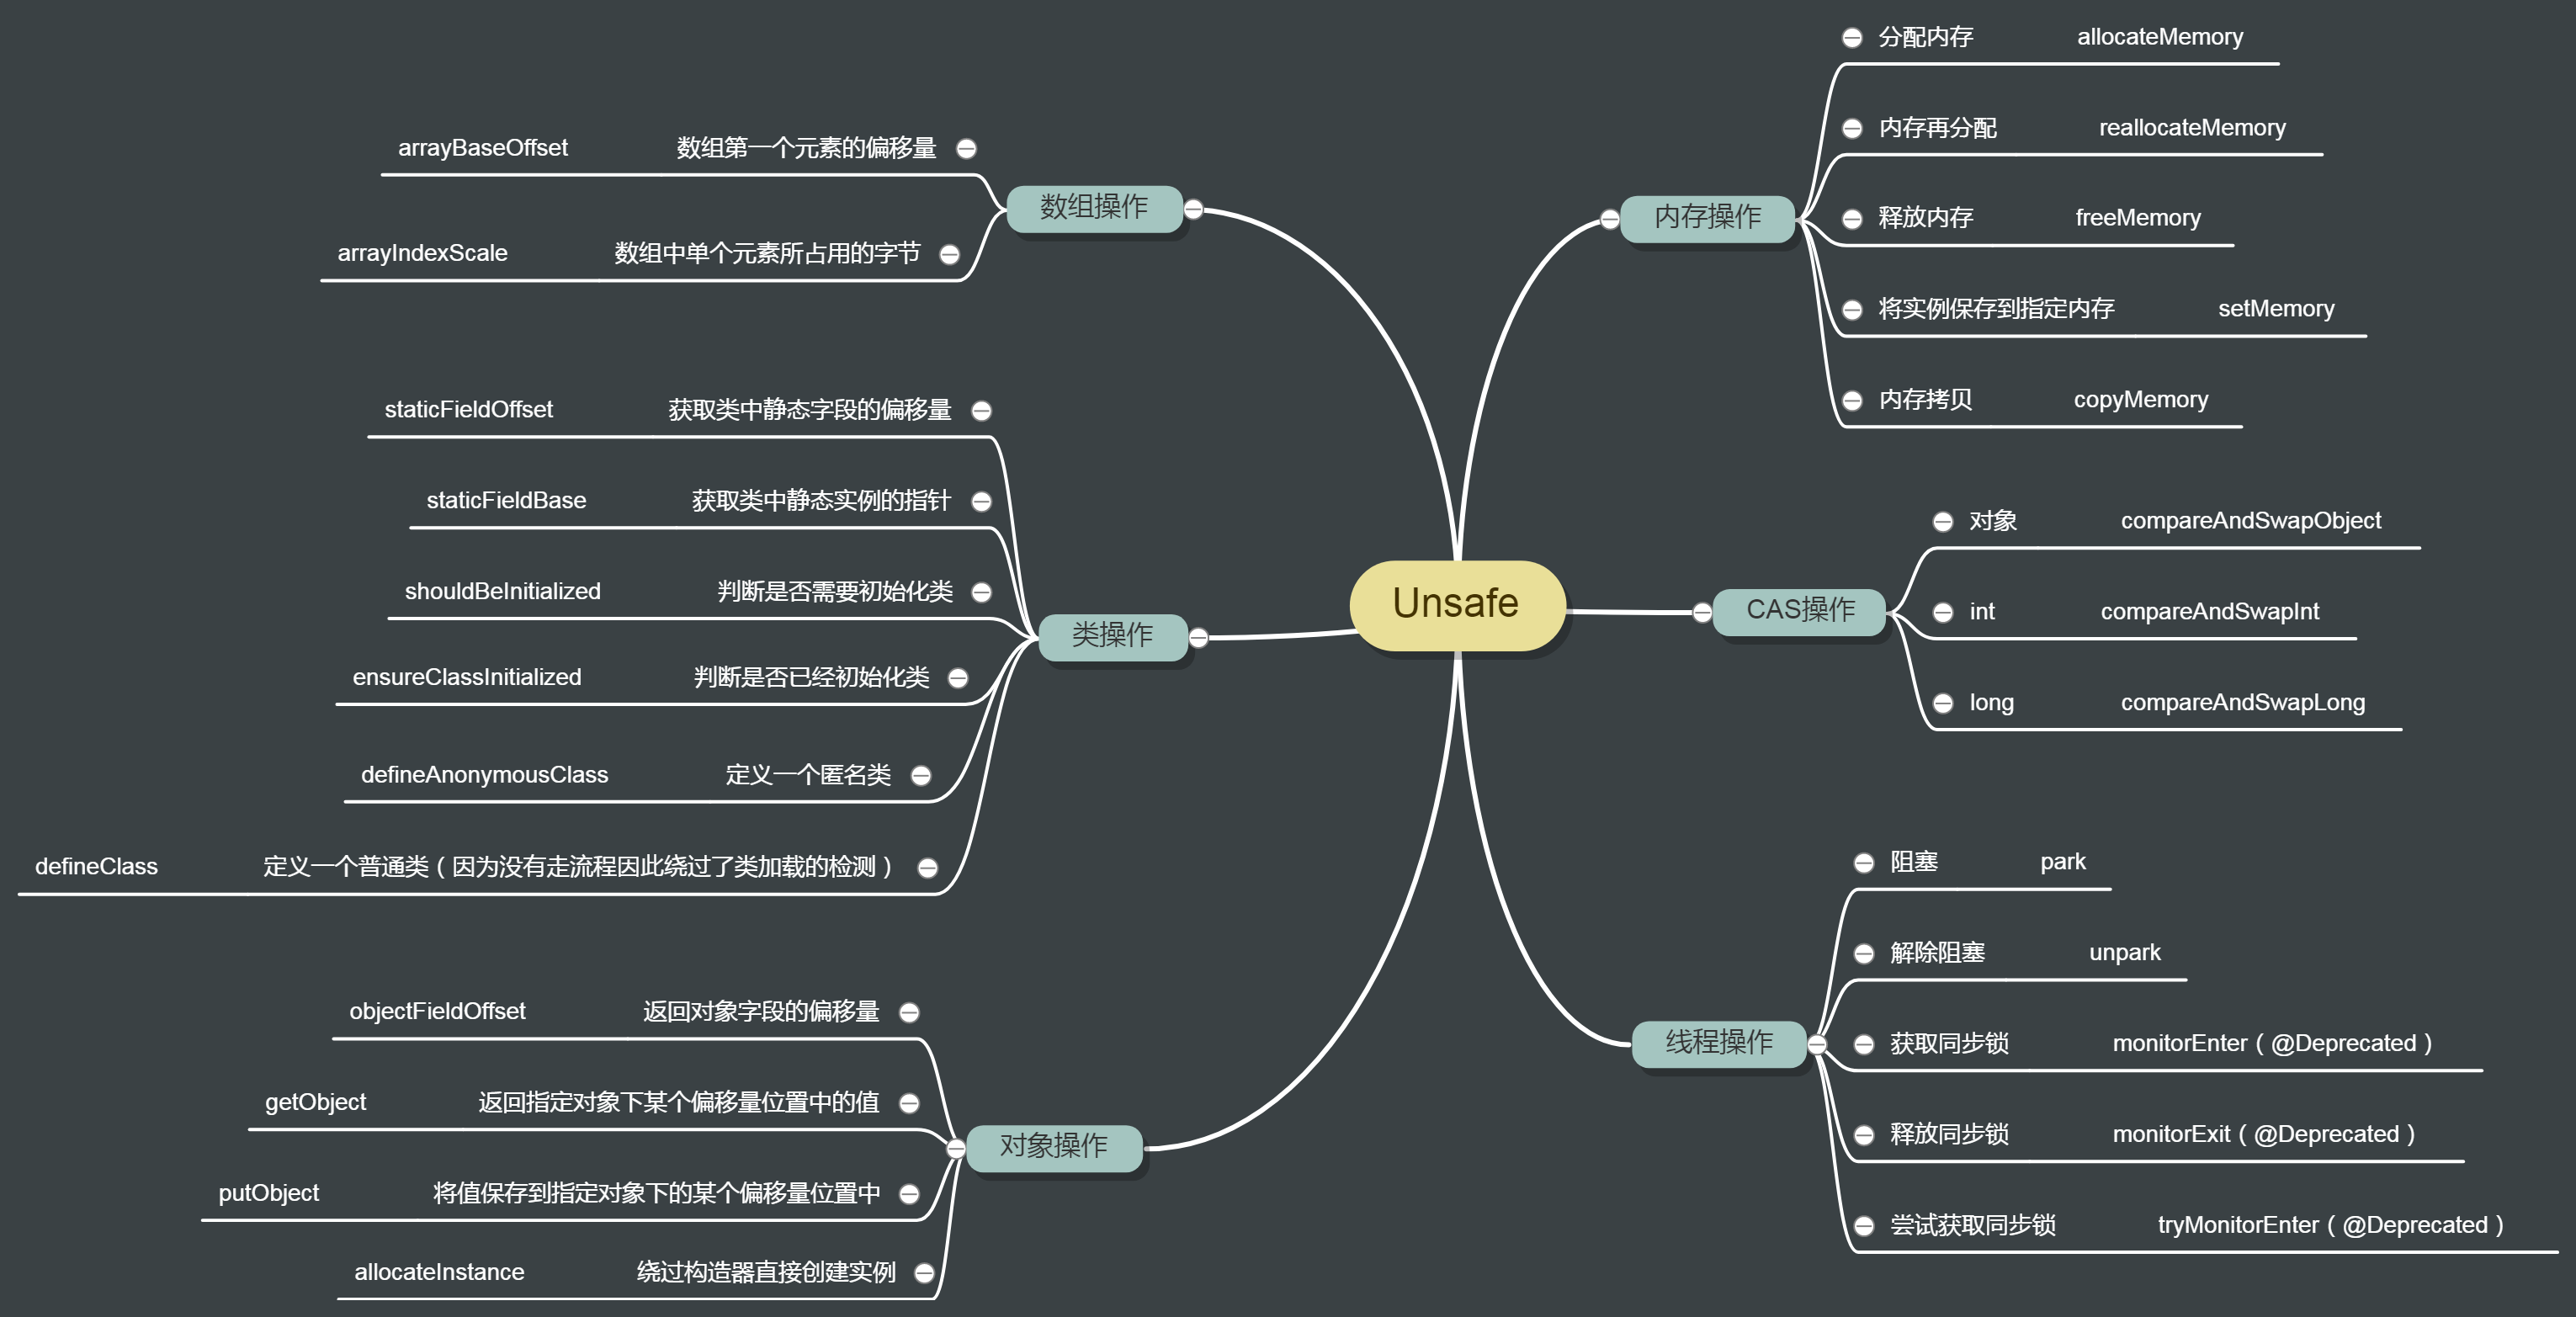 Unsafe
数组操作
数组第一个元素的偏移量 arrayBaseOffset
数组中单个元素所占用的字节 arrayIndexScale
类操作
获取类中静态字段的偏移量 staticFieldOffset
获取类中静态实例的指针 staticFieldBase
判断是否需要初始化类 shouldBeInitialized
判断是否已经初始化类 ensureClassInitialized
定义一个匿名类 defineAnonymousClass
定义一个普通类（因为没有走流程因此绕过了类加载的检测） defineClass
对象操作
返回对象字段的偏移量 objectFieldOffset
返回指定对象下某个偏移量位置中的值 getObject
将值保存到指定对象下的某个偏移量位置中 putObject
绕过构造器直接创建实例 allocateInstance
内存操作
分配内存 allocateMemory
内存再分配 reallocateMemory
释放内存 freeMemory
将实例保存到指定内存 setMemory
内存拷贝 copyMemory
CAS操作
对象 compareAndSwapObject
int compareAndSwapInt
long compareAndSwapLong
线程操作
阻塞 park
解除阻塞 unpark
获取同步锁 monitorEnter（@Deprecated）
释放同步锁 monitorExit（@Deprecated）
尝试获取同步锁 tryMonitorEnter（@Deprecated）